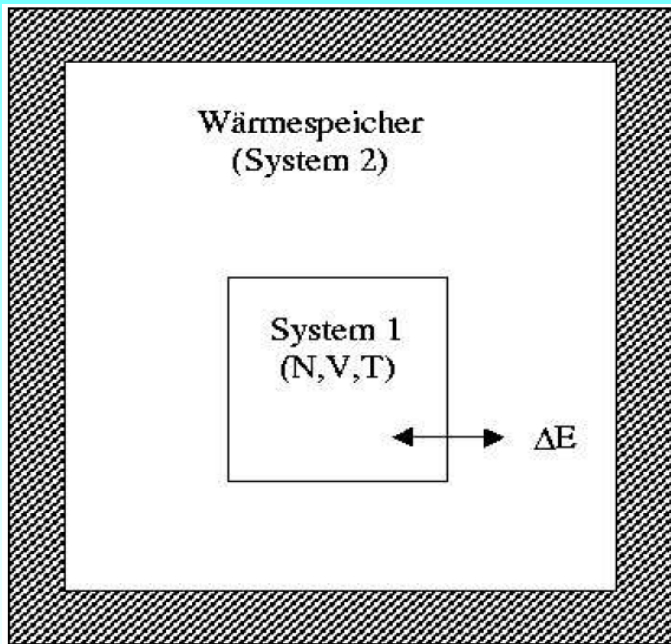 Wärmespeicher
(System 2)
System 1
(N,V,T)
ΔE